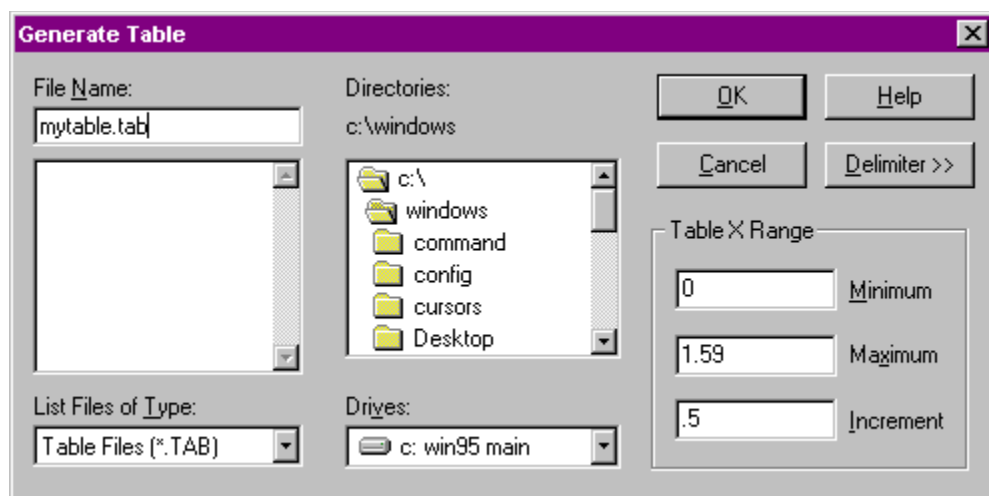 Generate Table
File Name:
mytable.tab
List Files of Type:
Table Files (*.TAB)
Directories:
c:\windows
c:\
windows
command
config
cursors
Desktop
Drives:
c: win95 main
OK
Help
Cancel
Delimiter >>
Table X Range
0 Minimum
1.59 Maximum
.5 Increment